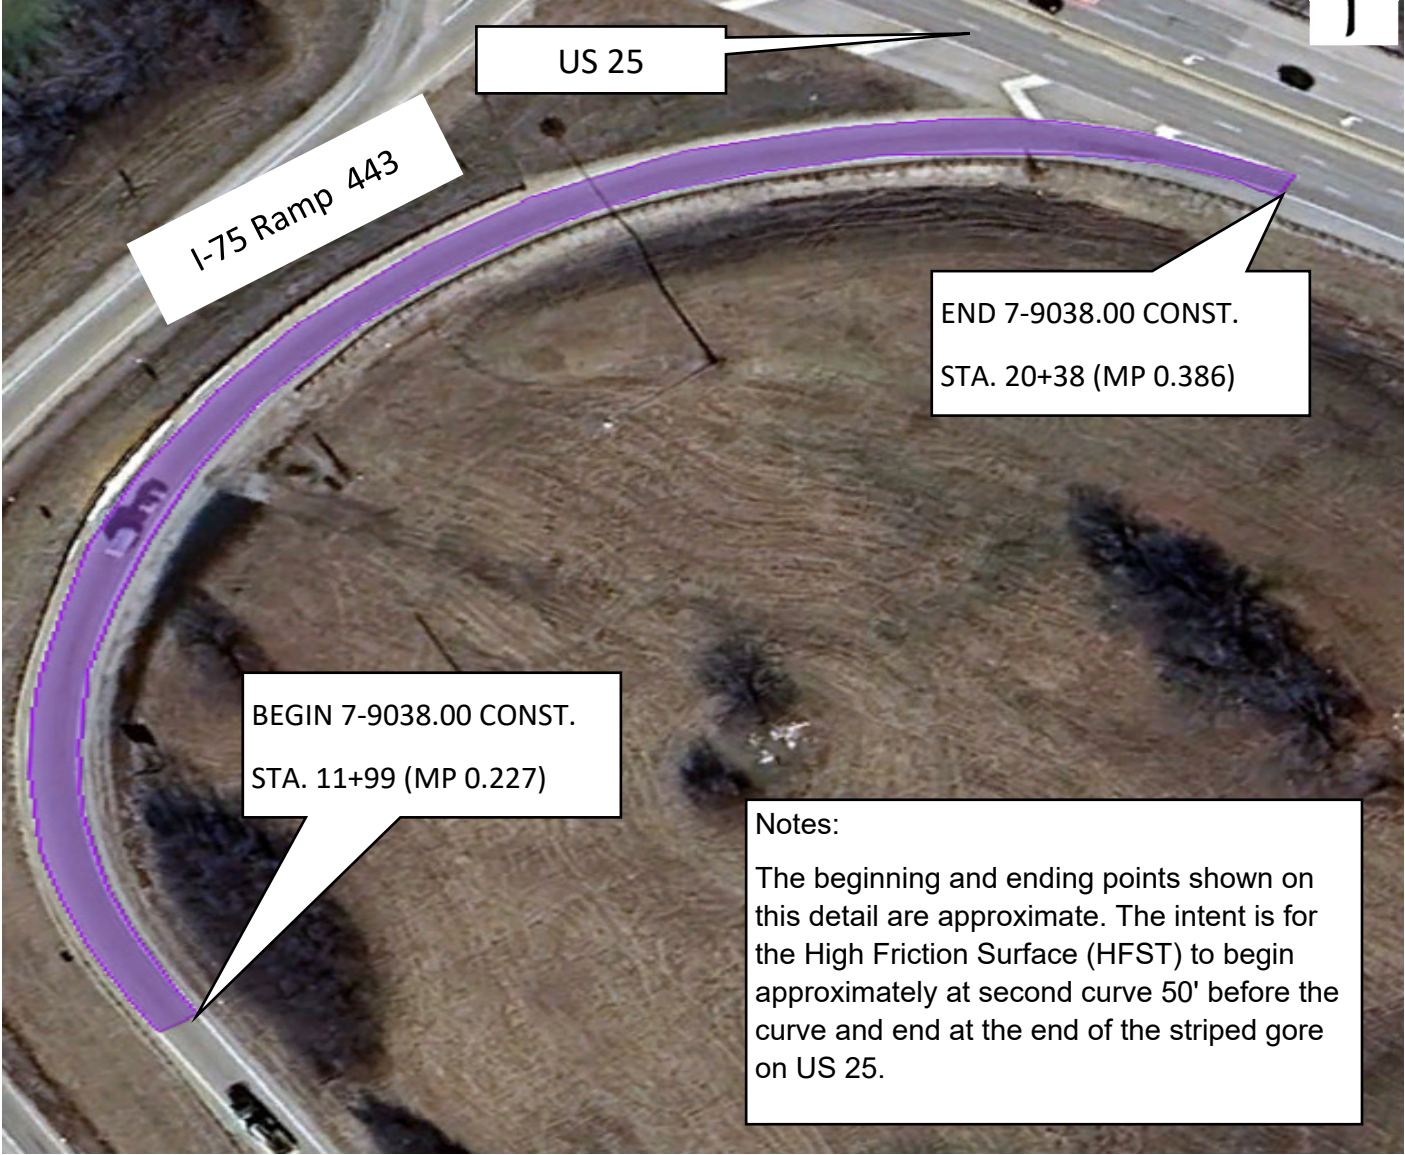 US 25
I-75 Ramp 443
END 7-9038.00 CONST.
STA. 20+38 (MP 0.386)
BEGIN 7-9038.00 CONST.
STA. 11+99 (MP 0.227)
Notes:
The beginning and ending points shown on
this detail are approximate. The intent is for
the High Friction Surface (HFST) to begin
approximately at second curve 50' before the
curve and end at the end of the striped gore
on US 25.